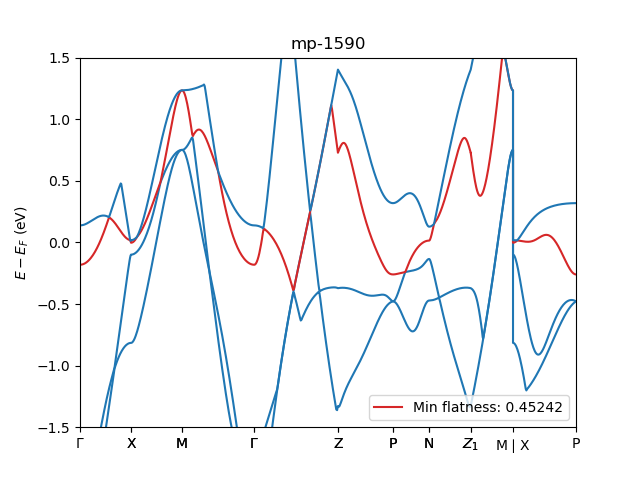 mp-1590
E − E_F (eV)
1.5
1.0
0.5
0.0
−0.5
−1.0
−1.5
Γ X M Γ Z P N Z₁ M | X P
Min flatness: 0.45242